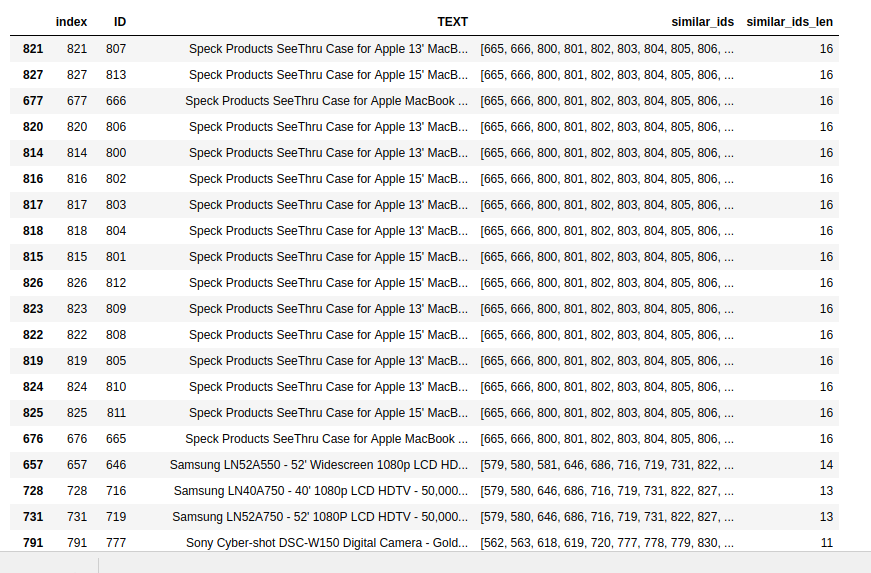 index ID TEXT similar_ids similar_ids_len
821 821 807 Speck Products SeeThru Case for Apple 13' MacB... [665, 666, 800, 801, 802, 803, 804, 805, 806, ... 16
827 827 813 Speck Products SeeThru Case for Apple 15' MacB... [665, 666, 800, 801, 802, 803, 804, 805, 806, ... 16
677 677 666 Speck Products SeeThru Case for Apple MacBook ... [665, 666, 800, 801, 802, 803, 804, 805, 806, ... 16
820 820 806 Speck Products SeeThru Case for Apple 13' MacB... [665, 666, 800, 801, 802, 803, 804, 805, 806, ... 16
814 814 800 Speck Products SeeThru Case for Apple 13' MacB... [665, 666, 800, 801, 802, 803, 804, 805, 806, ... 16
816 816 802 Speck Products SeeThru Case for Apple 15' MacB... [665, 666, 800, 801, 802, 803, 804, 805, 806, ... 16
817 817 803 Speck Products SeeThru Case for Apple 13' MacB... [665, 666, 800, 801, 802, 803, 804, 805, 806, ... 16
818 818 804 Speck Products SeeThru Case for Apple 13' MacB... [665, 666, 800, 801, 802, 803, 804, 805, 806, ... 16
815 815 801 Speck Products SeeThru Case for Apple 15' MacB... [665, 666, 800, 801, 802, 803, 804, 805, 806, ... 16
826 826 812 Speck Products SeeThru Case for Apple 15' MacB... [665, 666, 800, 801, 802, 803, 804, 805, 806, ... 16
823 823 809 Speck Products SeeThru Case for Apple 13' MacB... [665, 666, 800, 801, 802, 803, 804, 805, 806, ... 16
822 822 808 Speck Products SeeThru Case for Apple 15' MacB... [665, 666, 800, 801, 802, 803, 804, 805, 806, ... 16
819 819 805 Speck Products SeeThru Case for Apple 13' MacB... [665, 666, 800, 801, 802, 803, 804, 805, 806, ... 16
824 824 810 Speck Products SeeThru Case for Apple 13' MacB... [665, 666, 800, 801, 802, 803, 804, 805, 806, ... 16
825 825 811 Speck Products SeeThru Case for Apple 15' MacB... [665, 666, 800, 801, 802, 803, 804, 805, 806, ... 16
676 676 665 Speck Products SeeThru Case for Apple MacBook ... [665, 666, 800, 801, 802, 803, 804, 805, 806, ... 16
657 657 646 Samsung LN52A550 - 52' Widescreen 1080p LCD HD... [579, 580, 581, 646, 686, 716, 719, 731, 822, ... 14
728 728 716 Samsung LN40A750 - 40' 1080p LCD HDTV - 50,000... [579, 580, 646, 686, 716, 719, 731, 822, 827, ... 13
731 731 719 Samsung LN52A750 - 52' 1080P LCD HDTV - 50,000... [579, 580, 646, 686, 716, 719, 731, 822, 827, ... 13
791 791 777 Sony Cyber-shot DSC-W150 Digital Camera - Gold... [562, 563, 618, 619, 720, 777, 778, 779, 830, ... 11